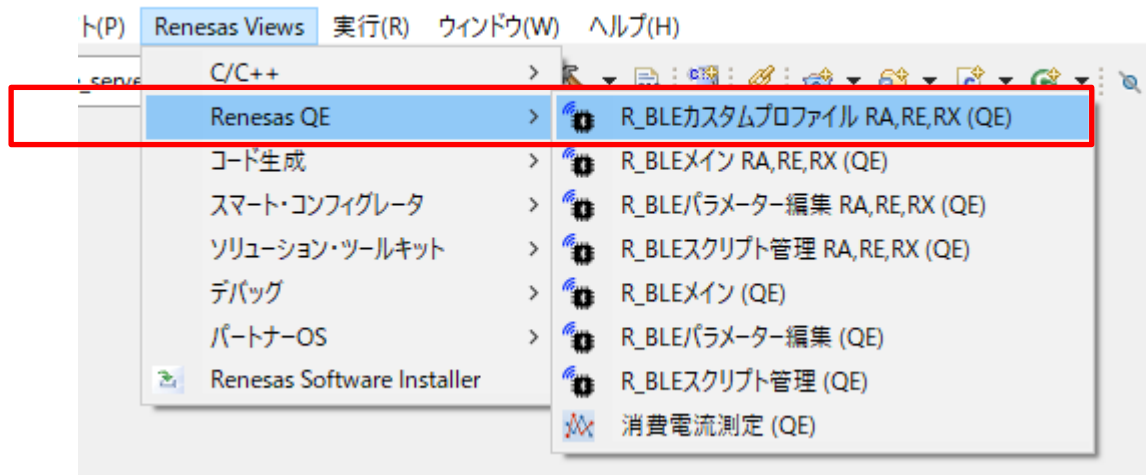 ト(P) Renesas Views 実行(R) ウィンドウ(W) ヘルプ(H)
_serve
C/C++ >
Renesas QE >
コード生成 >
スマート・コンフィグレータ >
ソリューション・ツールキット >
デバッグ >
パートナーOS >
Renesas Software Installer
R_BLEカスタムプロファイル RA,RE,RX (QE)
R_BLEメイン RA,RE,RX (QE)
R_BLEパラメーター編集 RA,RE,RX (QE)
R_BLEスクリプト管理 RA,RE,RX (QE)
R_BLEメイン (QE)
R_BLEパラメーター編集 (QE)
R_BLEスクリプト管理 (QE)
消費電流測定 (QE)